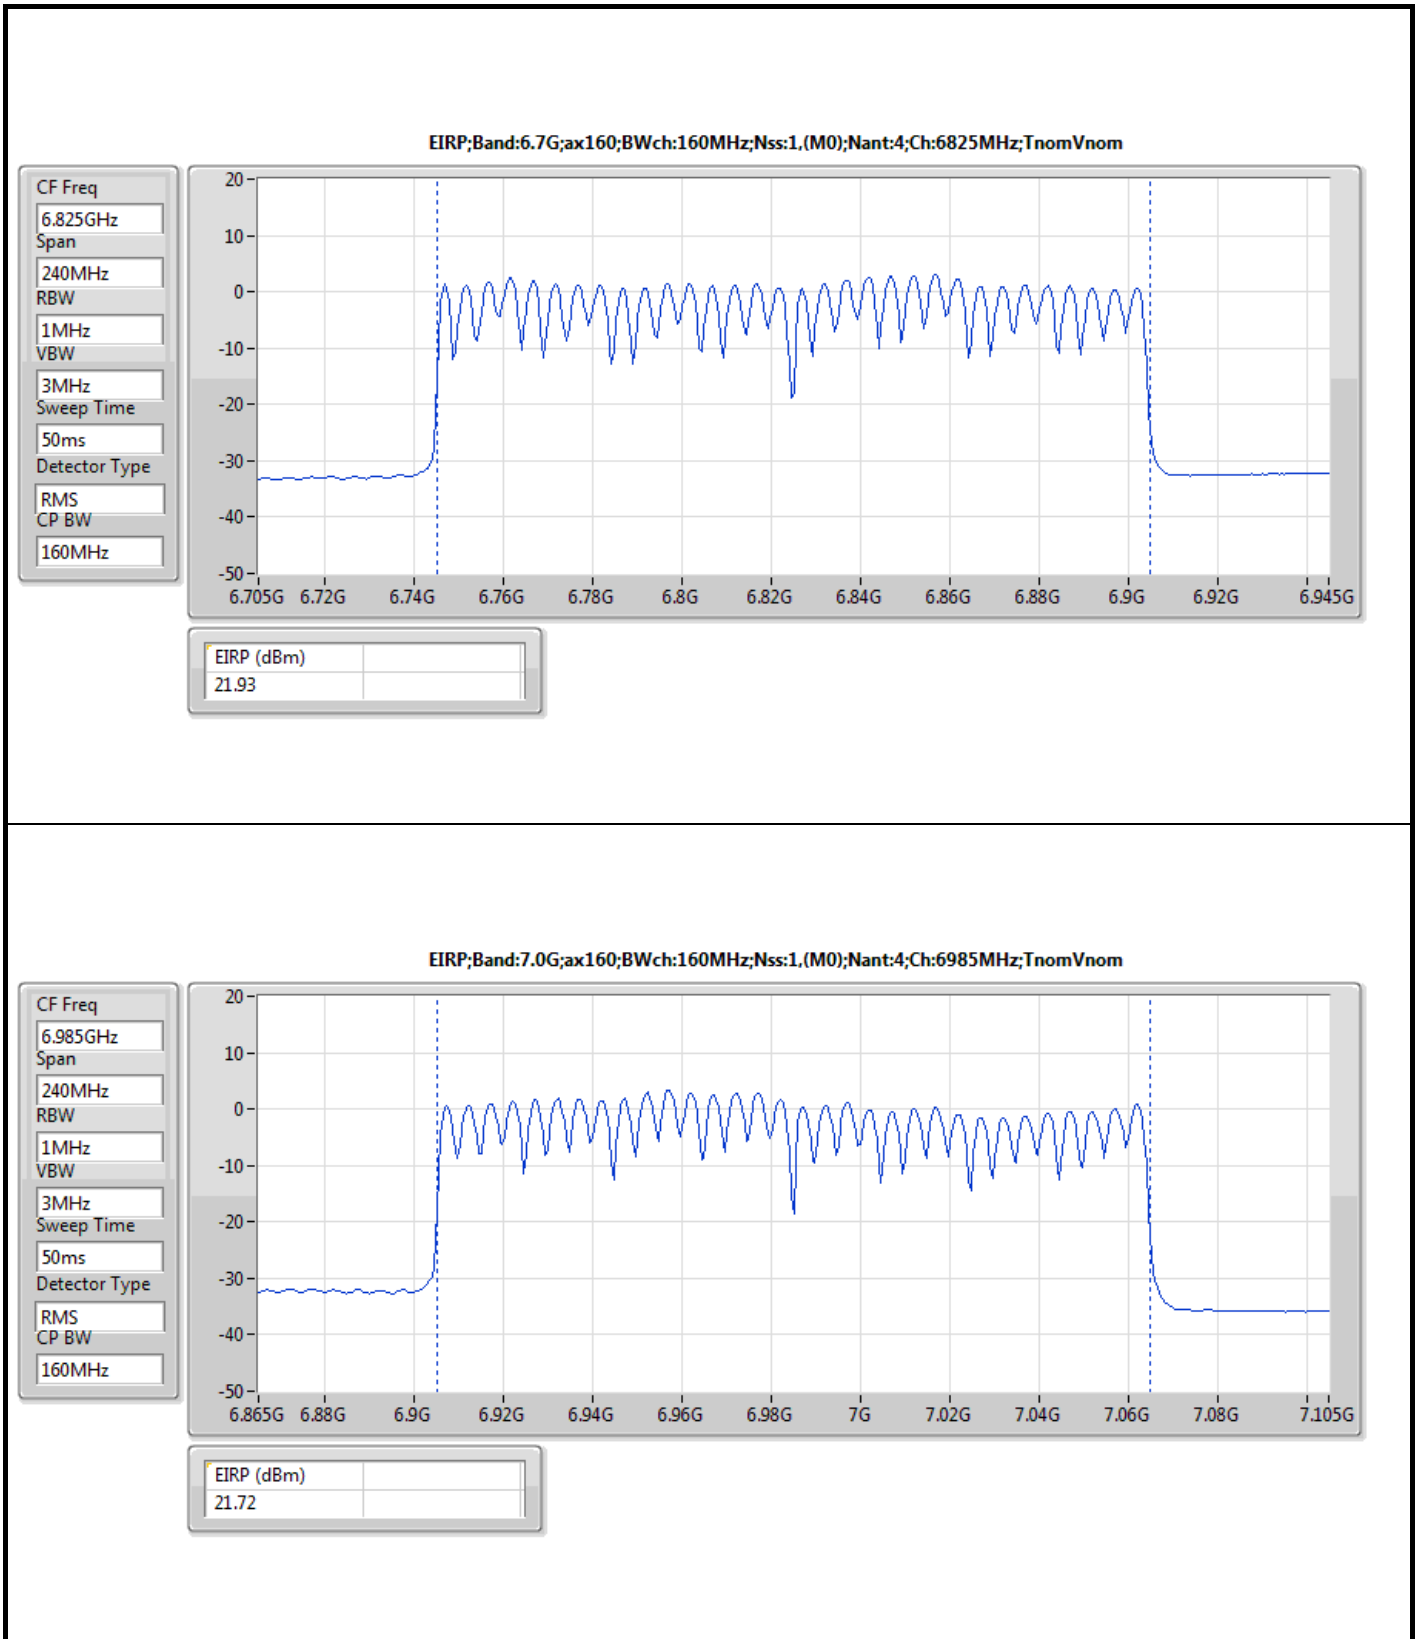 EIRP;Band:6.7G;ax160;BWch:160MHz;Nss:1,(M0);Nant:4;Ch:6825MHz;TnomVnom
CF Freq
6.825GHz
Span
240MHz
RBW
1MHz
VBW
3MHz
Sweep Time
50ms
Detector Type
RMS
CP BW
160MHz
20
10
0
-10
-20
-30
-40
-50
6.705G 6.72G 6.74G 6.76G 6.78G 6.8G 6.82G 6.84G 6.86G 6.88G 6.9G 6.92G 6.945G
EIRP (dBm)
21.93
EIRP;Band:7.0G;ax160;BWch:160MHz;Nss:1,(M0);Nant:4;Ch:6985MHz;TnomVnom
CF Freq
6.985GHz
Span
240MHz
RBW
1MHz
VBW
3MHz
Sweep Time
50ms
Detector Type
RMS
CP BW
160MHz
20
10
0
-10
-20
-30
-40
-50
6.865G 6.88G 6.9G 6.92G 6.94G 6.96G 6.98G 7G 7.02G 7.04G 7.06G 7.08G 7.105G
EIRP (dBm)
21.72